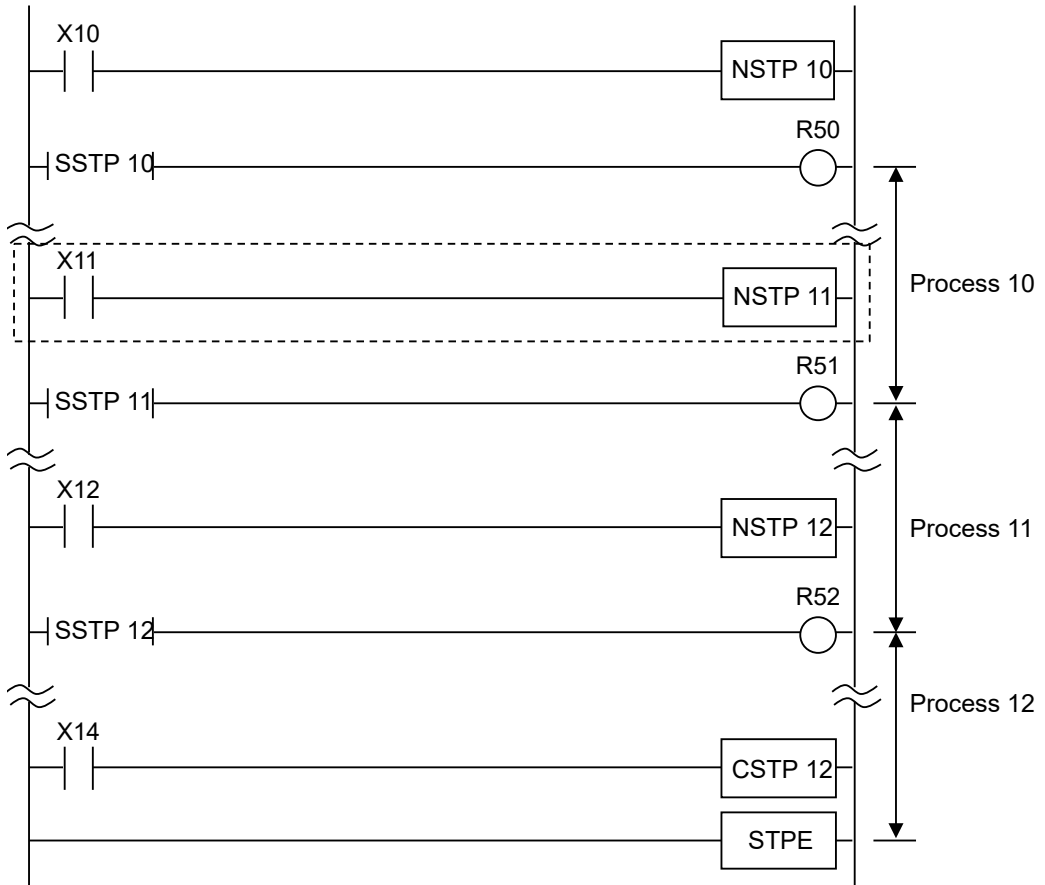 X10
NSTP 10
R50
SSTP 10
X11
NSTP 11
Process 10
R51
SSTP 11
X12
NSTP 12
Process 11
R52
SSTP 12
Process 12
X14
CSTP 12
STPE